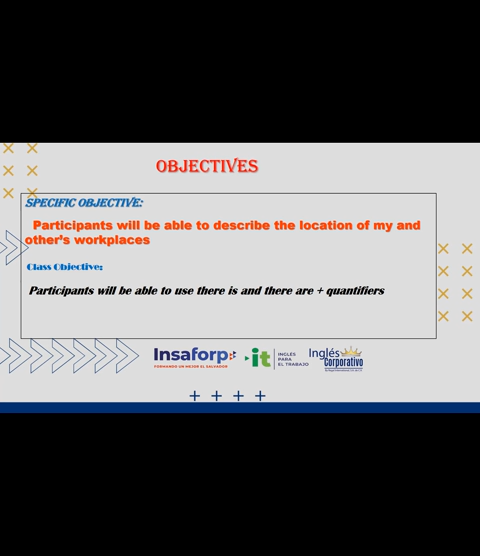 OBJECTIVES
SPECIFIC OBJECTIVE:
Participants will be able to describe the location of my and
other's workplaces
Class Objective:
Participants will be able to use there is and there are + quantifiers
Insaforp
FORMANDO UN MEJOR EL SALVADOR
it
INGLÉS
PARA
EL TRABAJO
Inglés
Corporativo